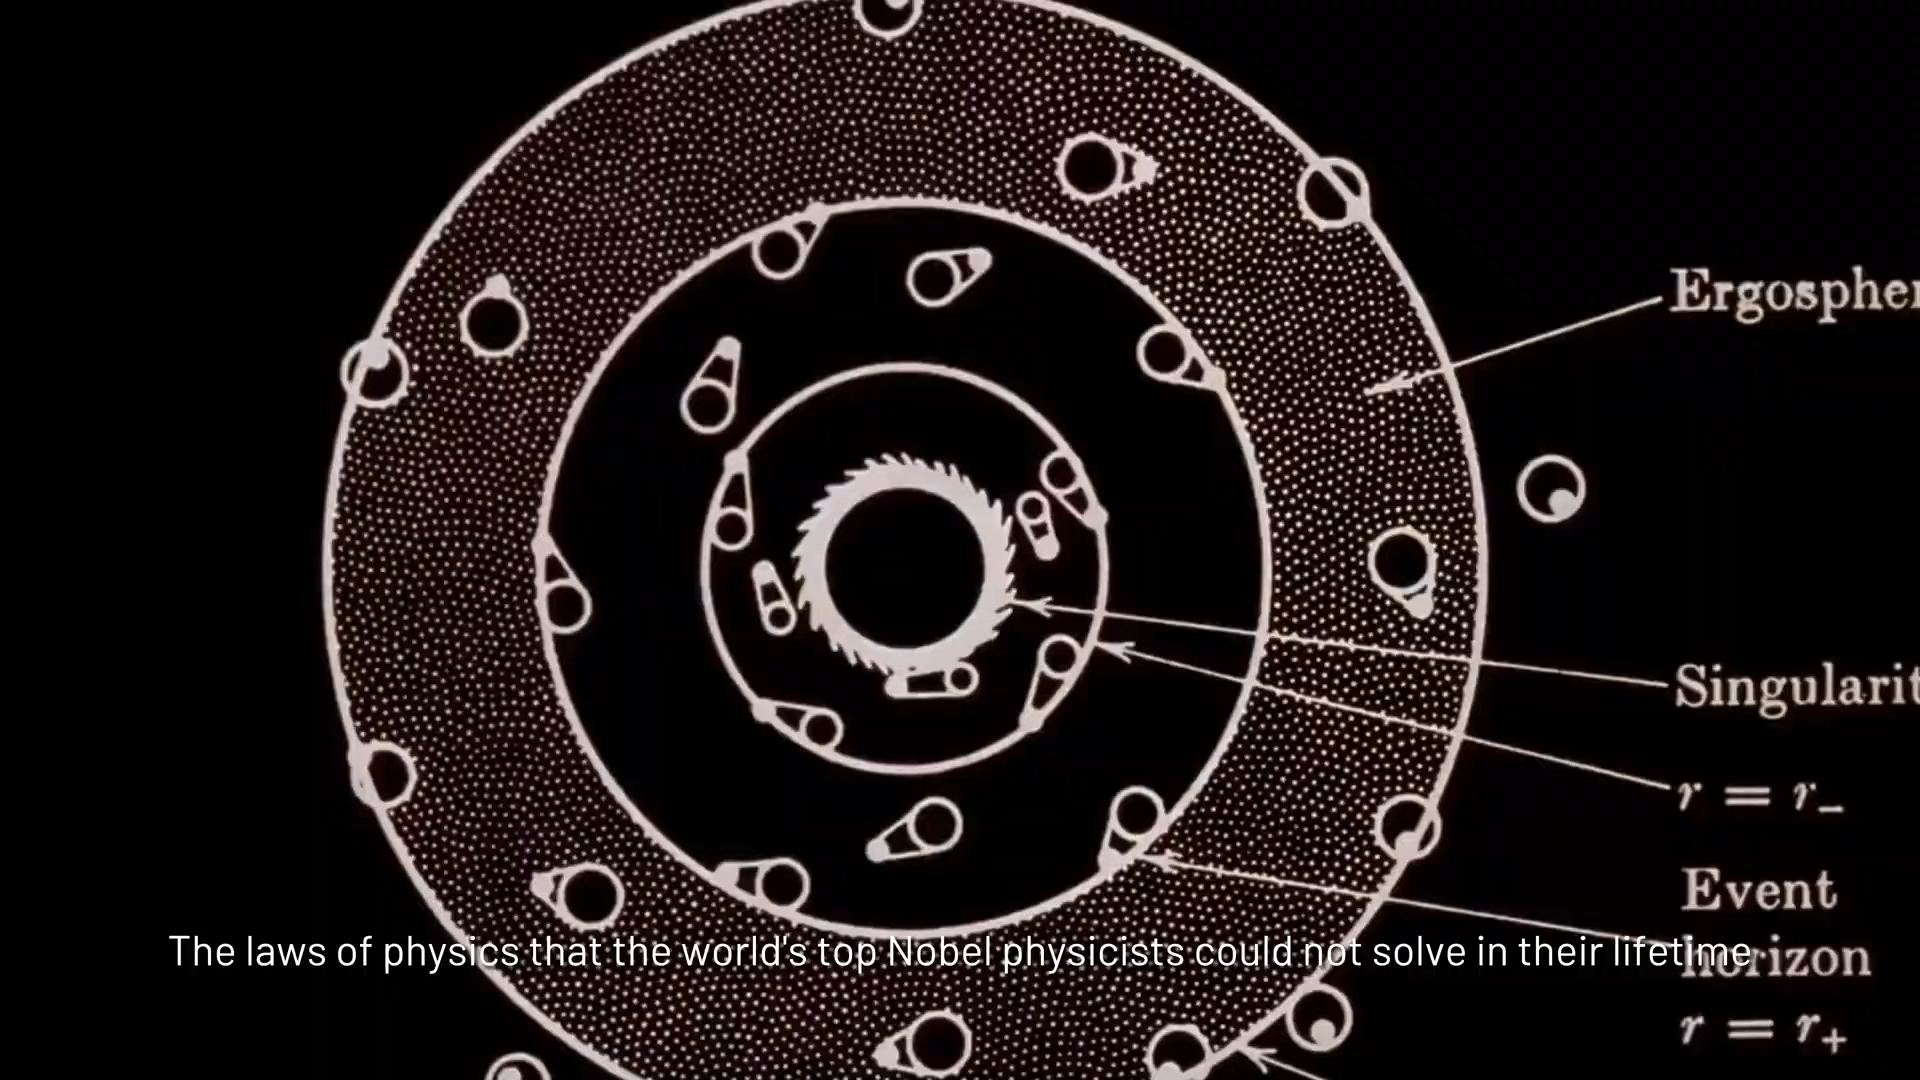 Ergospher
Singularit
r = r₋
Event
horizon
r = r₊
The laws of physics that the world's top Nobel physicists could not solve in their lifetime